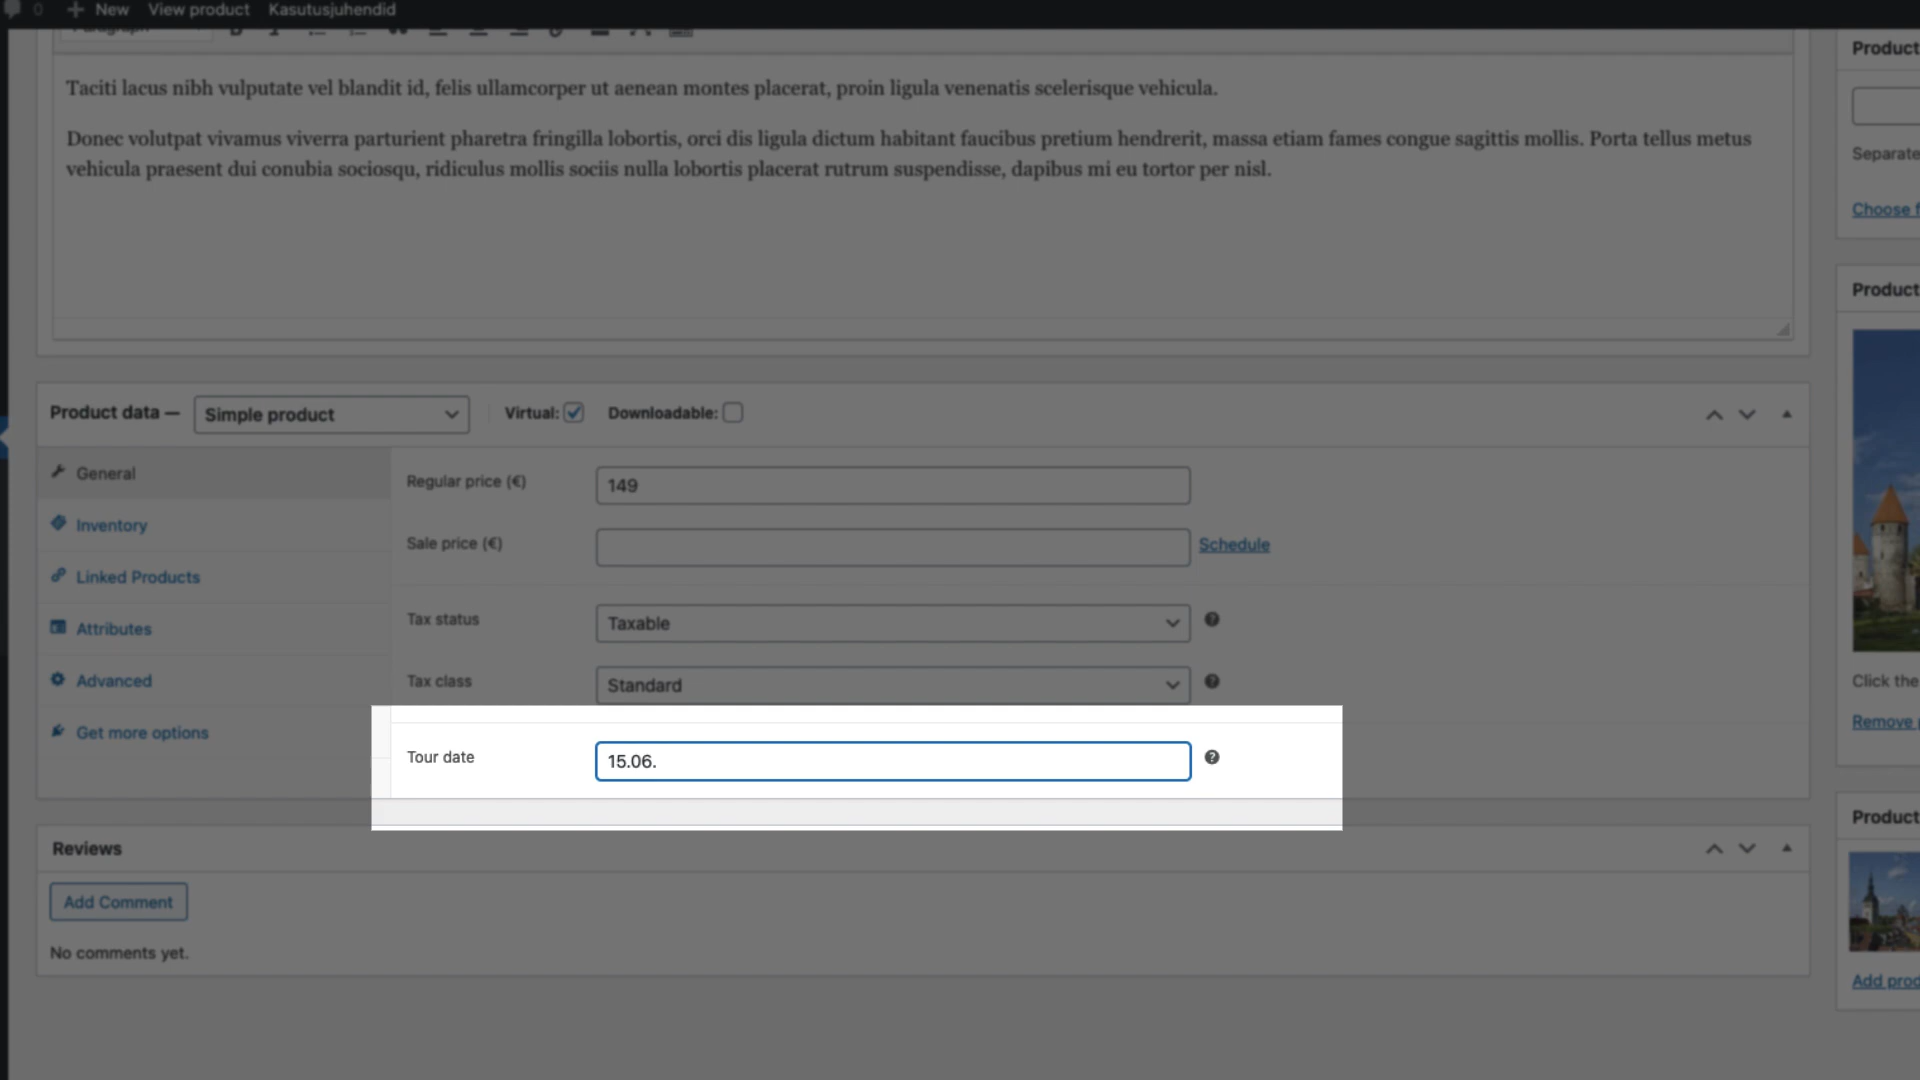 0 New View product Kasutusjuhendid
Paragraph
Taciti lacus nibh vulputate vel blandit id, felis ullamcorper ut aenean montes placerat, proin ligula venenatis scelerisque vehicula.
Donec volutpat vivamus viverra parturient pharetra fringilla lobortis, orci dis ligula dictum habitant faucibus pretium hendrerit, massa etiam fames congue sagittis mollis. Porta tellus metus
vehicula praesent dui conubia sociosqu, ridiculus mollis sociis nulla lobortis placerat rutrum suspendisse, dapibus mi eu tortor per nisl.
Product data — Simple product Virtual: Downloadable:
General
Inventory
Linked Products
Attributes
Advanced
Get more options
Regular price (€) 149
Sale price (€) Schedule
Tax status Taxable
Tax class Standard
Tour date 15.06.
Reviews
Add Comment
No comments yet.
Product
Separate
Choose f
Product
Click the
Remove
Product
Add prod